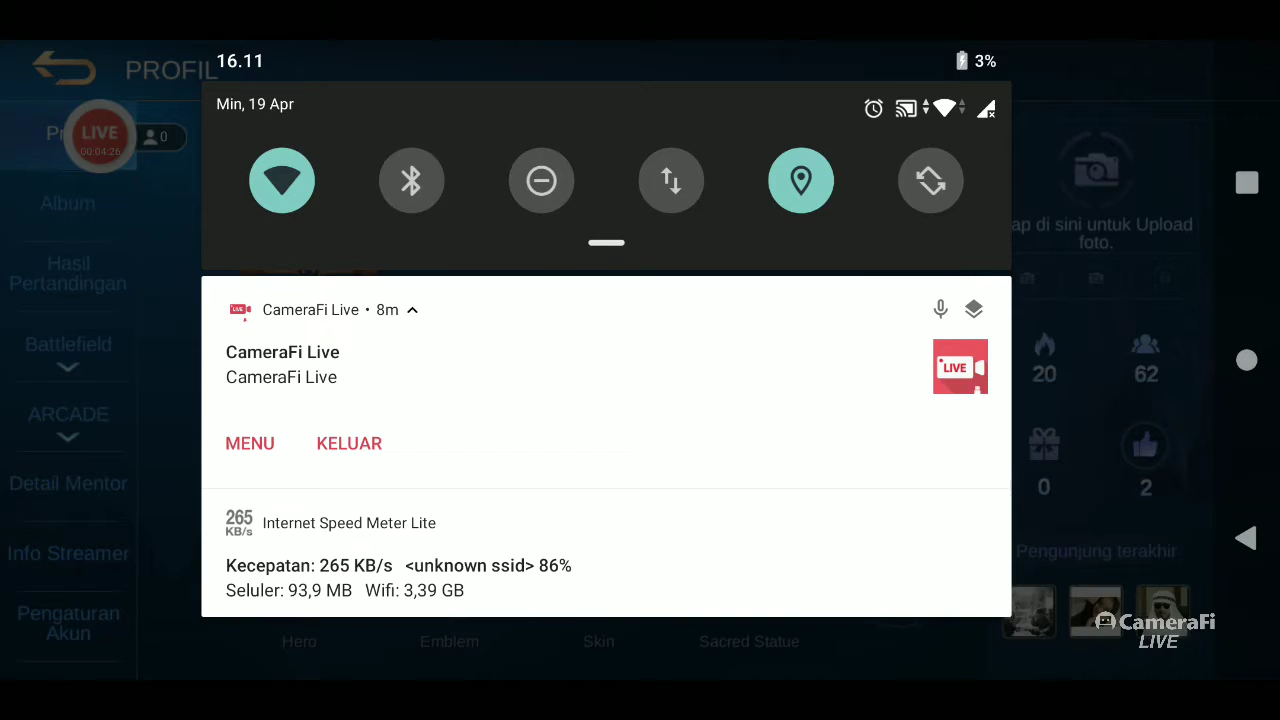 16.11
3%
PROFIL
Min, 19 Apr
LIVE
00:04:26
0
Album
Hasil
Pertandingan
Battlefield
ARCADE
Detail Mentor
Info Streamer
Pengaturan
Akun
CameraFi Live • 8m
CameraFi Live
CameraFi Live
LIVE
MENU
KELUAR
265
KB/s
Internet Speed Meter Lite
Kecepatan: 265 KB/s <unknown ssid> 86%
Seluler: 93,9 MB Wifi: 3,39 GB
ap di sini untuk Upload
foto.
20
62
0
2
Pengunjung terakhir
Hero
Emblem
Skin
Sacred Statue
CameraFi
LIVE